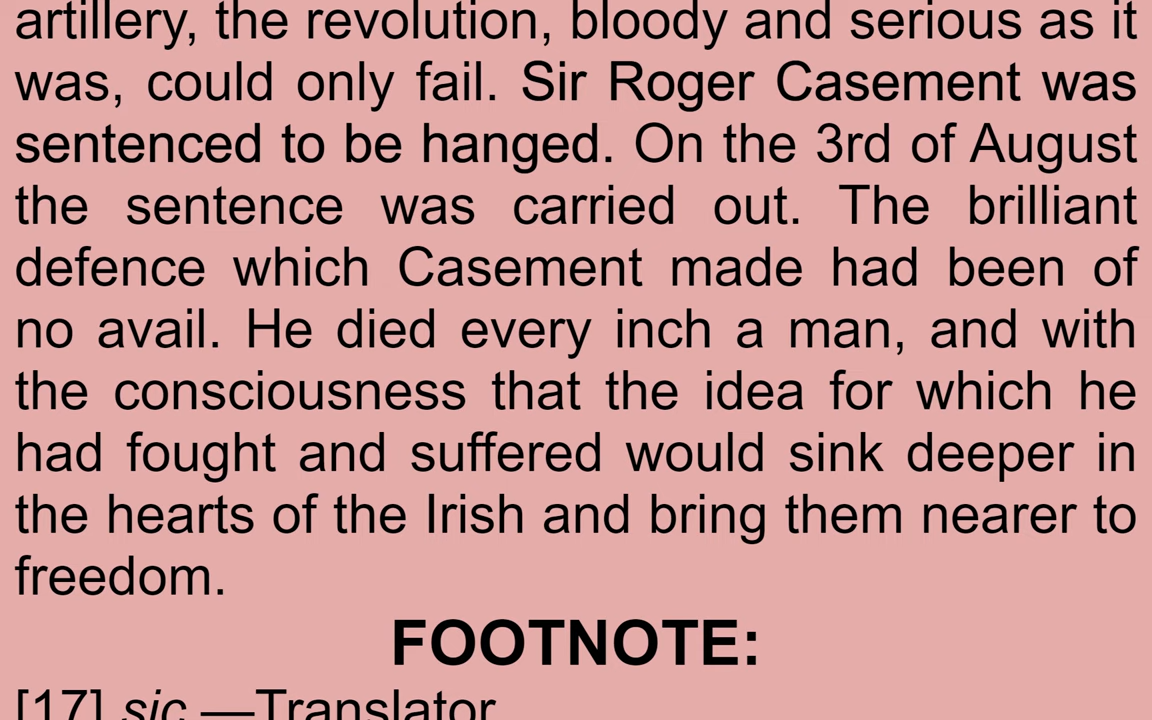 artillery, the revolution, bloody and serious as it
was, could only fail. Sir Roger Casement was
sentenced to be hanged. On the 3rd of August
the sentence was carried out. The brilliant
defence which Casement made had been of
no avail. He died every inch a man, and with
the consciousness that the idea for which he
had fought and suffered would sink deeper in
the hearts of the Irish and bring them nearer to
freedom.
FOOTNOTE:
[17] sic —Translator